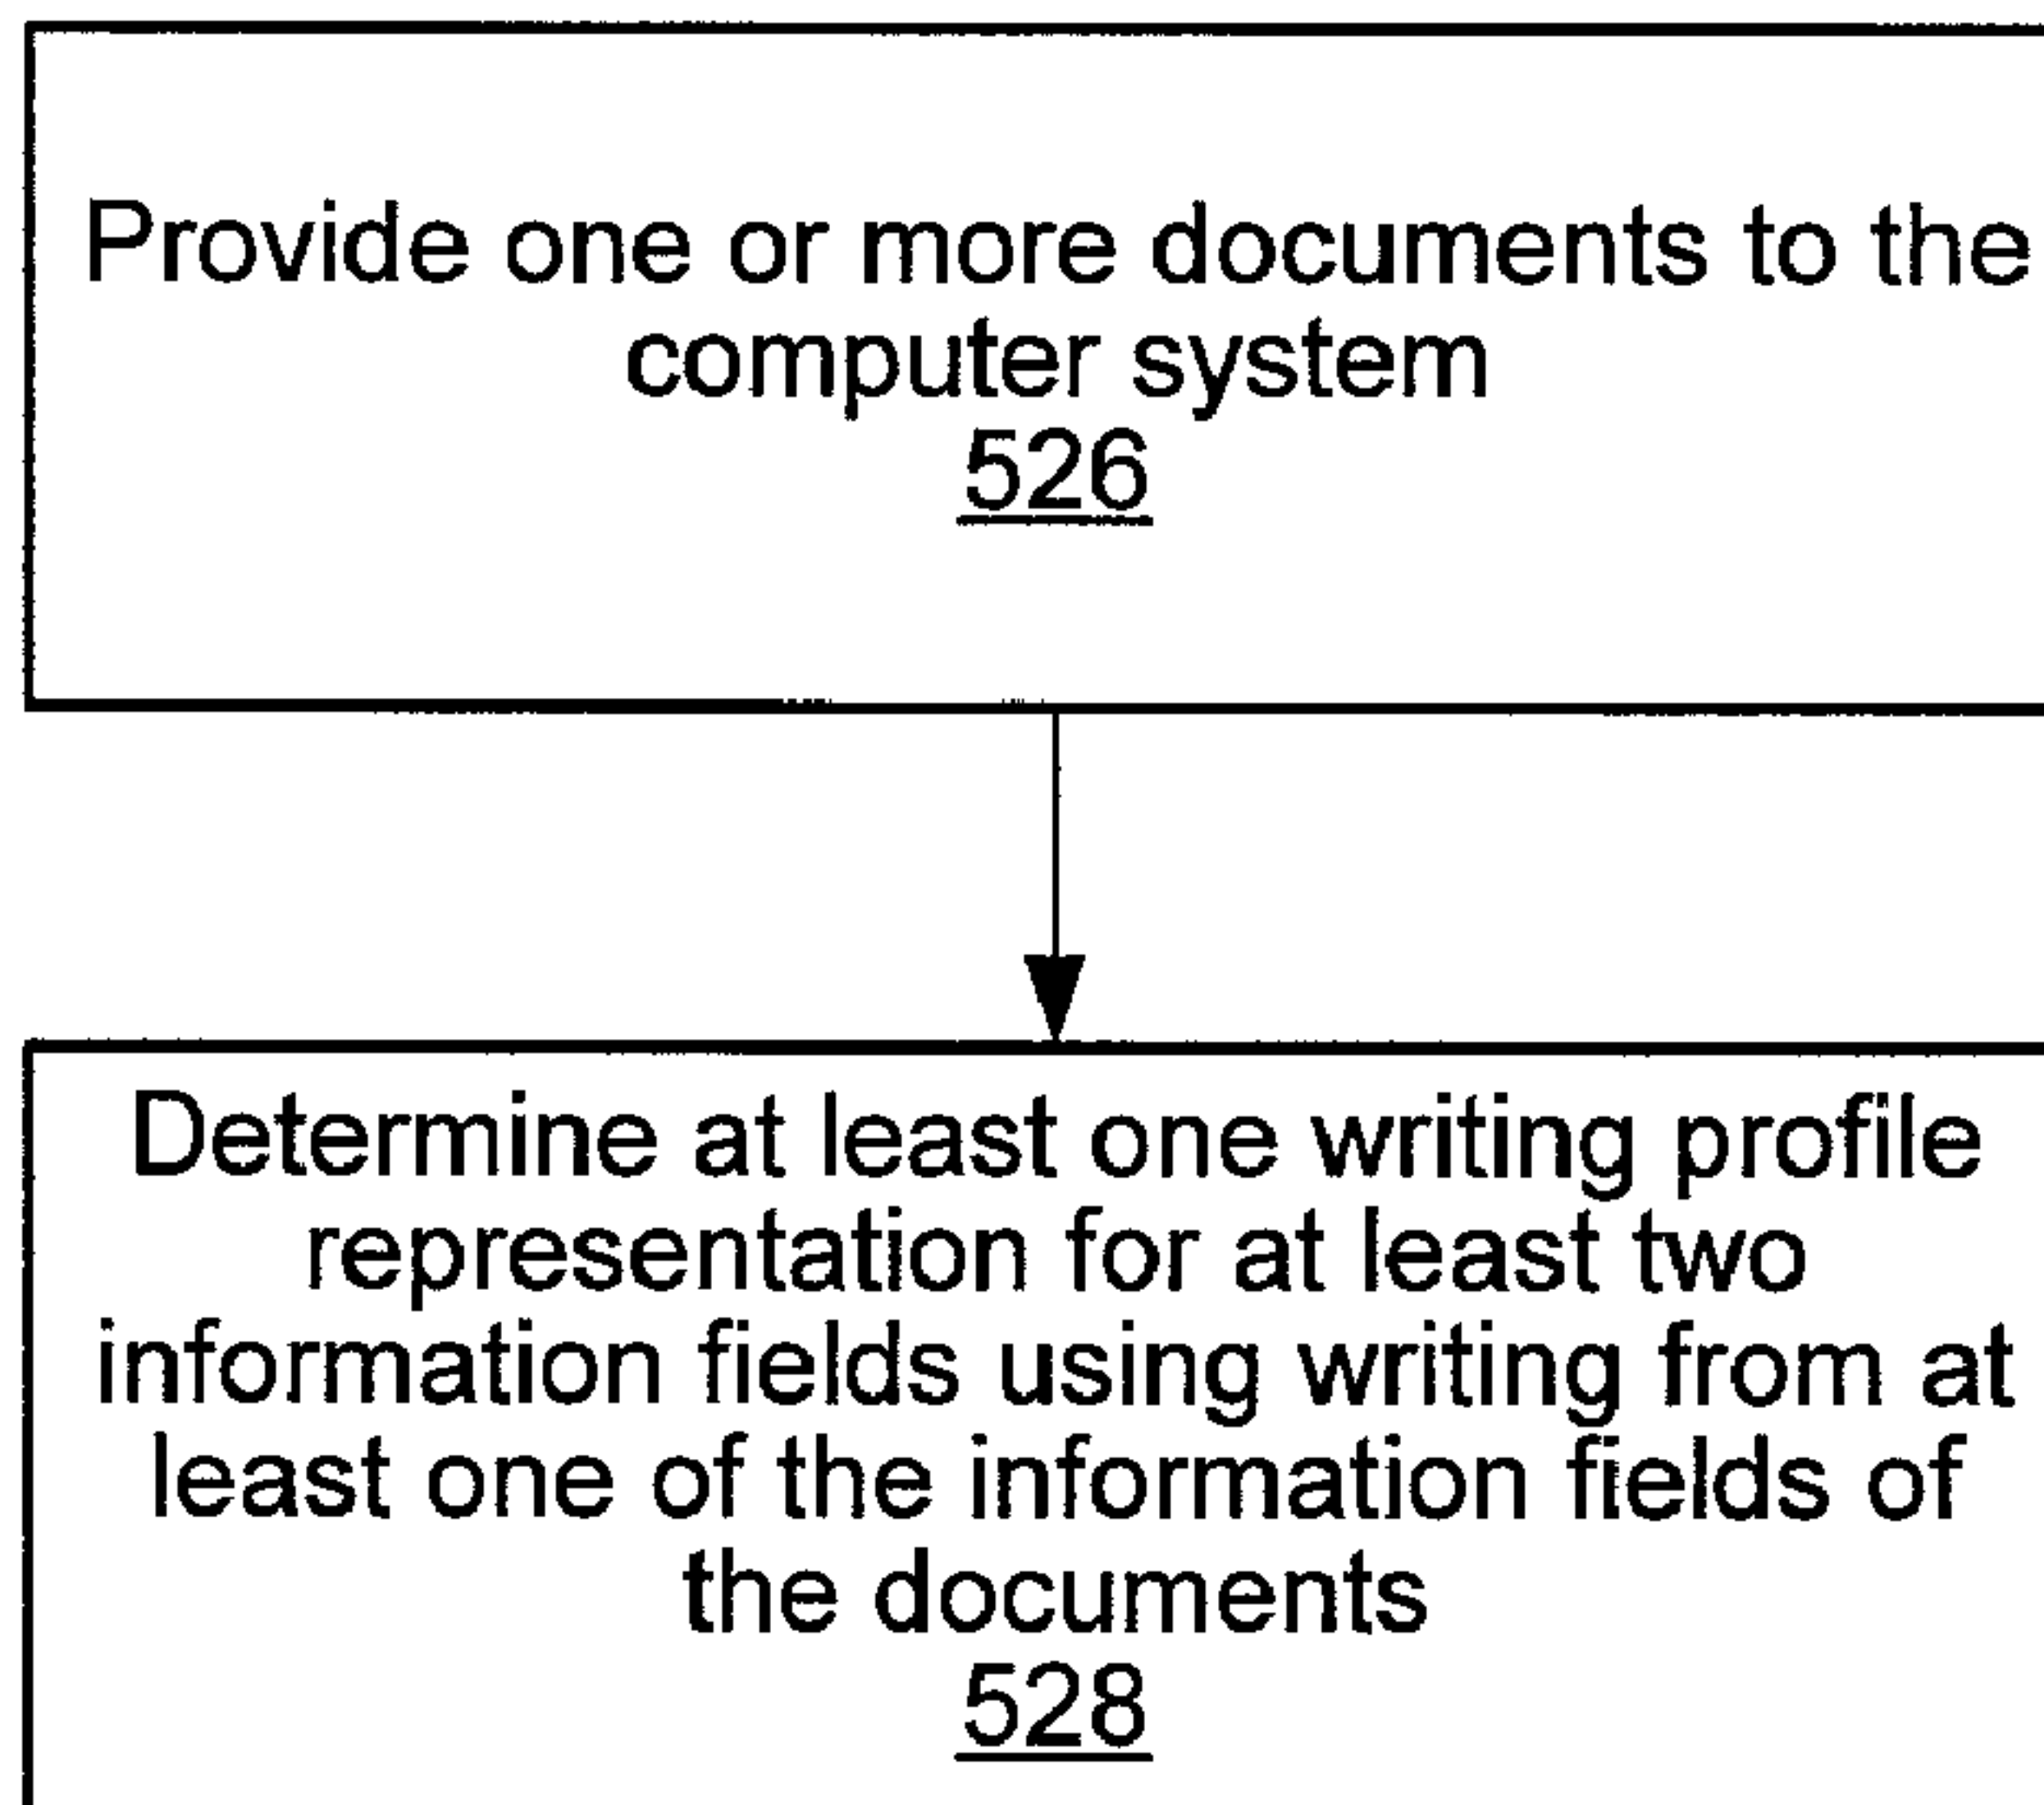 Provide one or more documents to the
computer system
526
Determine at least one writing profile
representation for at least two
information fields using writing from at
least one of the information fields of
the documents
528